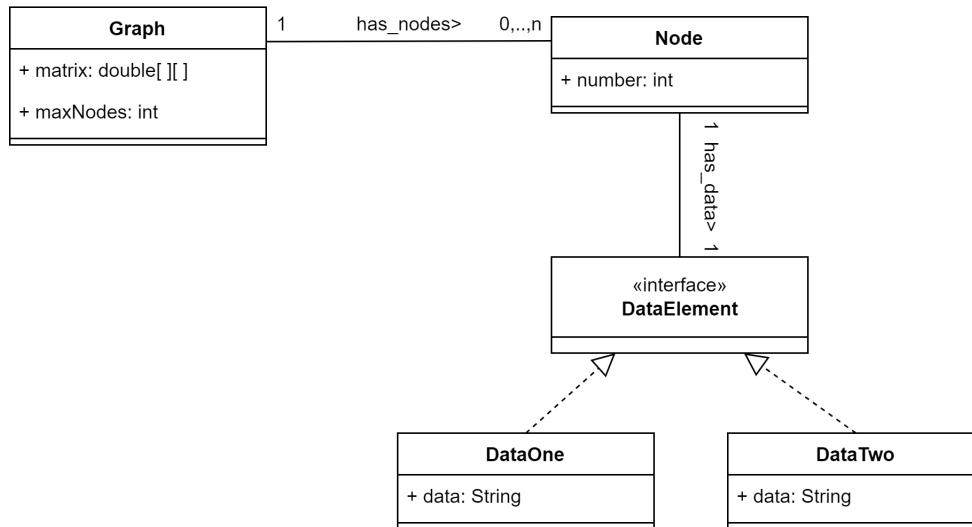 Graph
+ matrix: double[ ][ ]
+ maxNodes: int
1 has_nodes> 0,..,n
Node
+ number: int
1 has_data> 1
«interface»
DataElement
DataOne
+ data: String
DataTwo
+ data: String